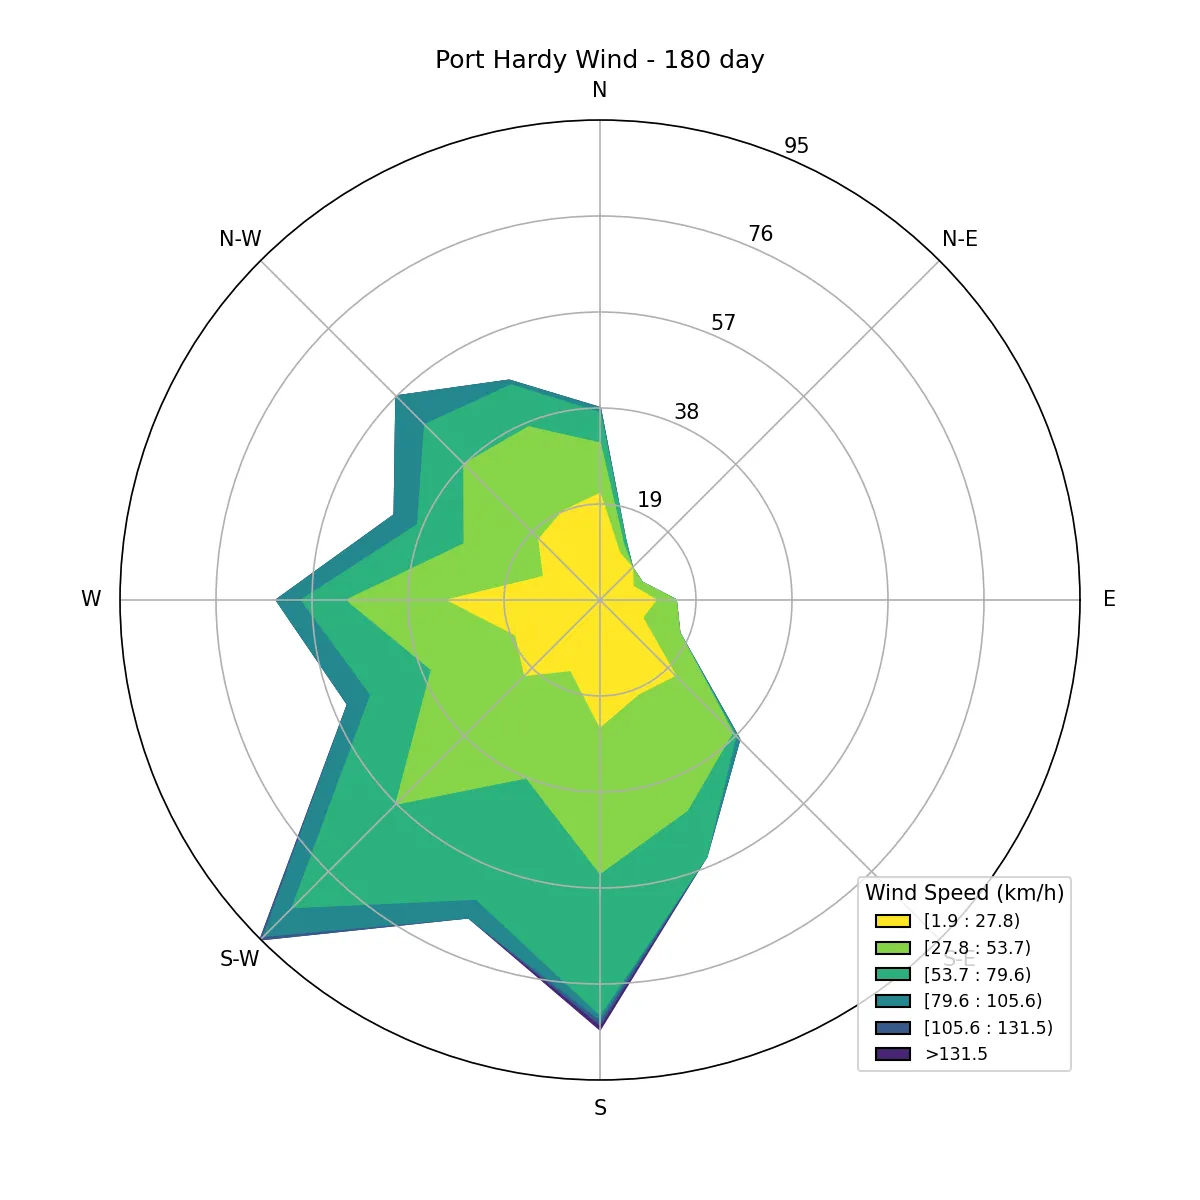 Port Hardy Wind - 180 day
N
95
N-W
76
N-E
57
38
19
W
E
S-W
S-E
S
Wind Speed (km/h)
[1.9 : 27.8)
[27.8 : 53.7)
[53.7 : 79.6)
[79.6 : 105.6)
[105.6 : 131.5)
>131.5